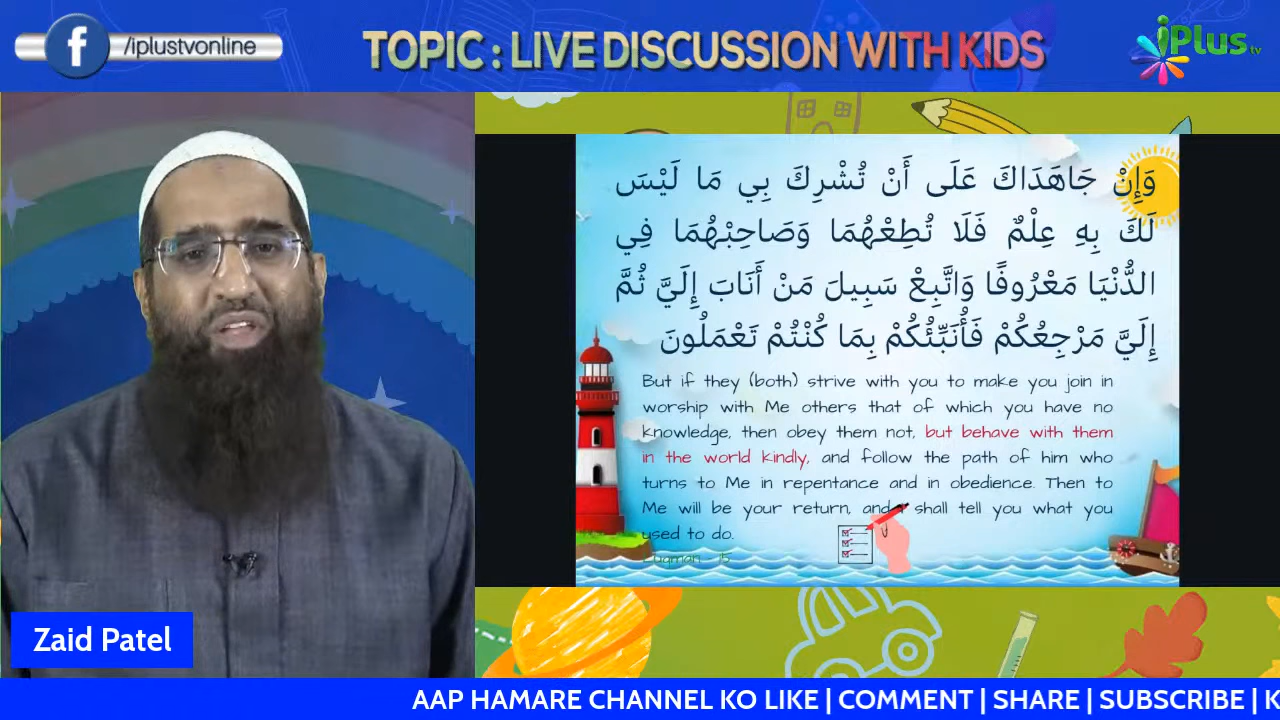 /iplustvonline
TOPIC : LIVE DISCUSSION WITH KIDS
iPlus tv
وَإِنْ جَاهَدَاكَ عَلَى أَنْ تُشْرِكَ بِي مَا لَيْسَ
لَكَ بِهِ عِلْمٌ فَلَا تُطِعْهُمَا وَصَاحِبْهُمَا فِي
الدُّنْيَا مَعْرُوفًا وَاتَّبِعْ سَبِيلَ مَنْ أَنَابَ إِلَيَّ ثُمَّ
إِلَيَّ مَرْجِعُكُمْ فَأُنَبِّئُكُمْ بِمَا كُنْتُمْ تَعْمَلُونَ
But if they (both) strive with you to make you join in
worship with Me others that of which you have no
knowledge, then obey them not, but behave with them
in the world kindly, and follow the path of him who
turns to Me in repentance and in obedience. Then to
Me will be your return, and I shall tell you what you
used to do.
Luqman 15
Zaid Patel
AAP HAMARE CHANNEL KO LIKE | COMMENT | SHARE | SUBSCRIBE | K